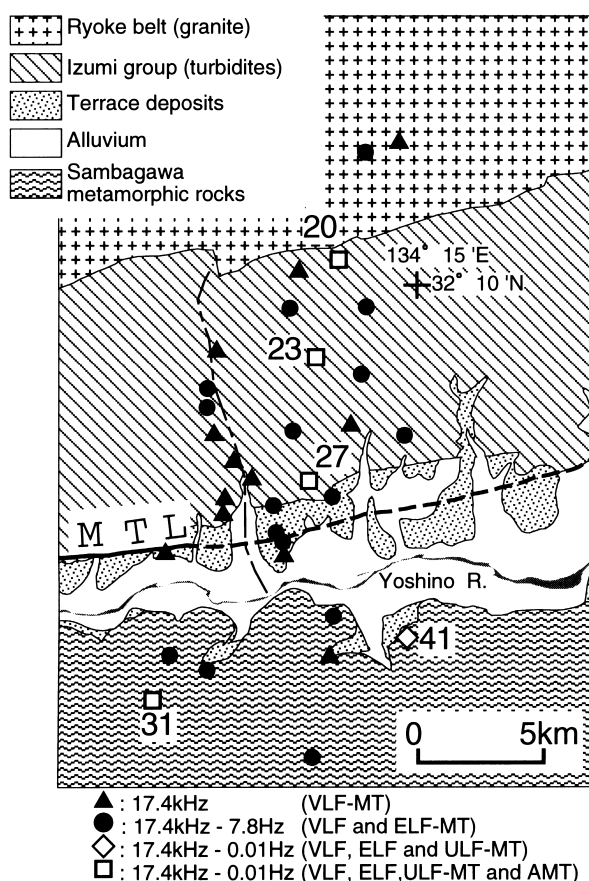 Ryoke belt (granite)
Izumi group (turbidites)
Terrace deposits
Alluvium
Sambagawa
metamorphic rocks
20
134° 15 'E
32° 10 'N
23
27
M T L
Yoshino R.
41
31
0 5km
: 17.4kHz (VLF-MT)
: 17.4kHz - 7.8Hz (VLF and ELF-MT)
: 17.4kHz - 0.01Hz (VLF, ELF and ULF-MT)
: 17.4kHz - 0.01Hz (VLF, ELF,ULF-MT and AMT)